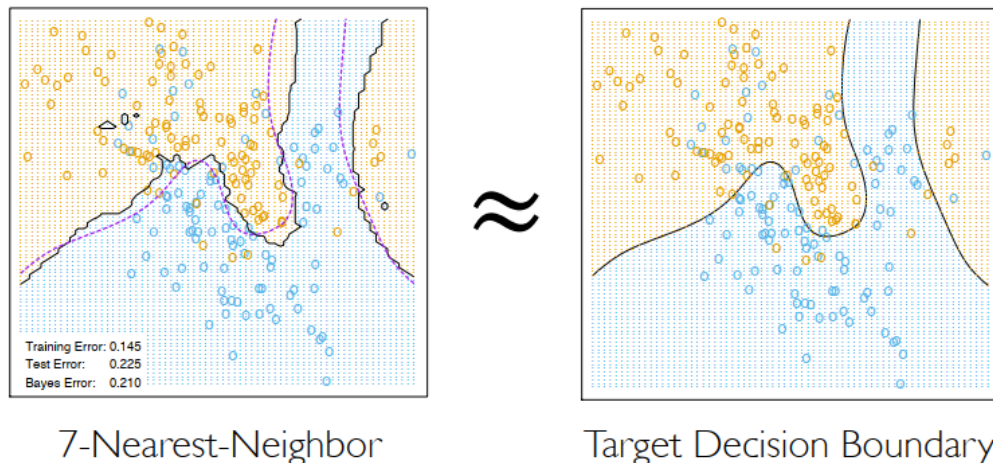 Training Error: 0.145
Test Error: 0.225
Bayes Error: 0.210
≈
7-Nearest-Neighbor
Target Decision Boundary